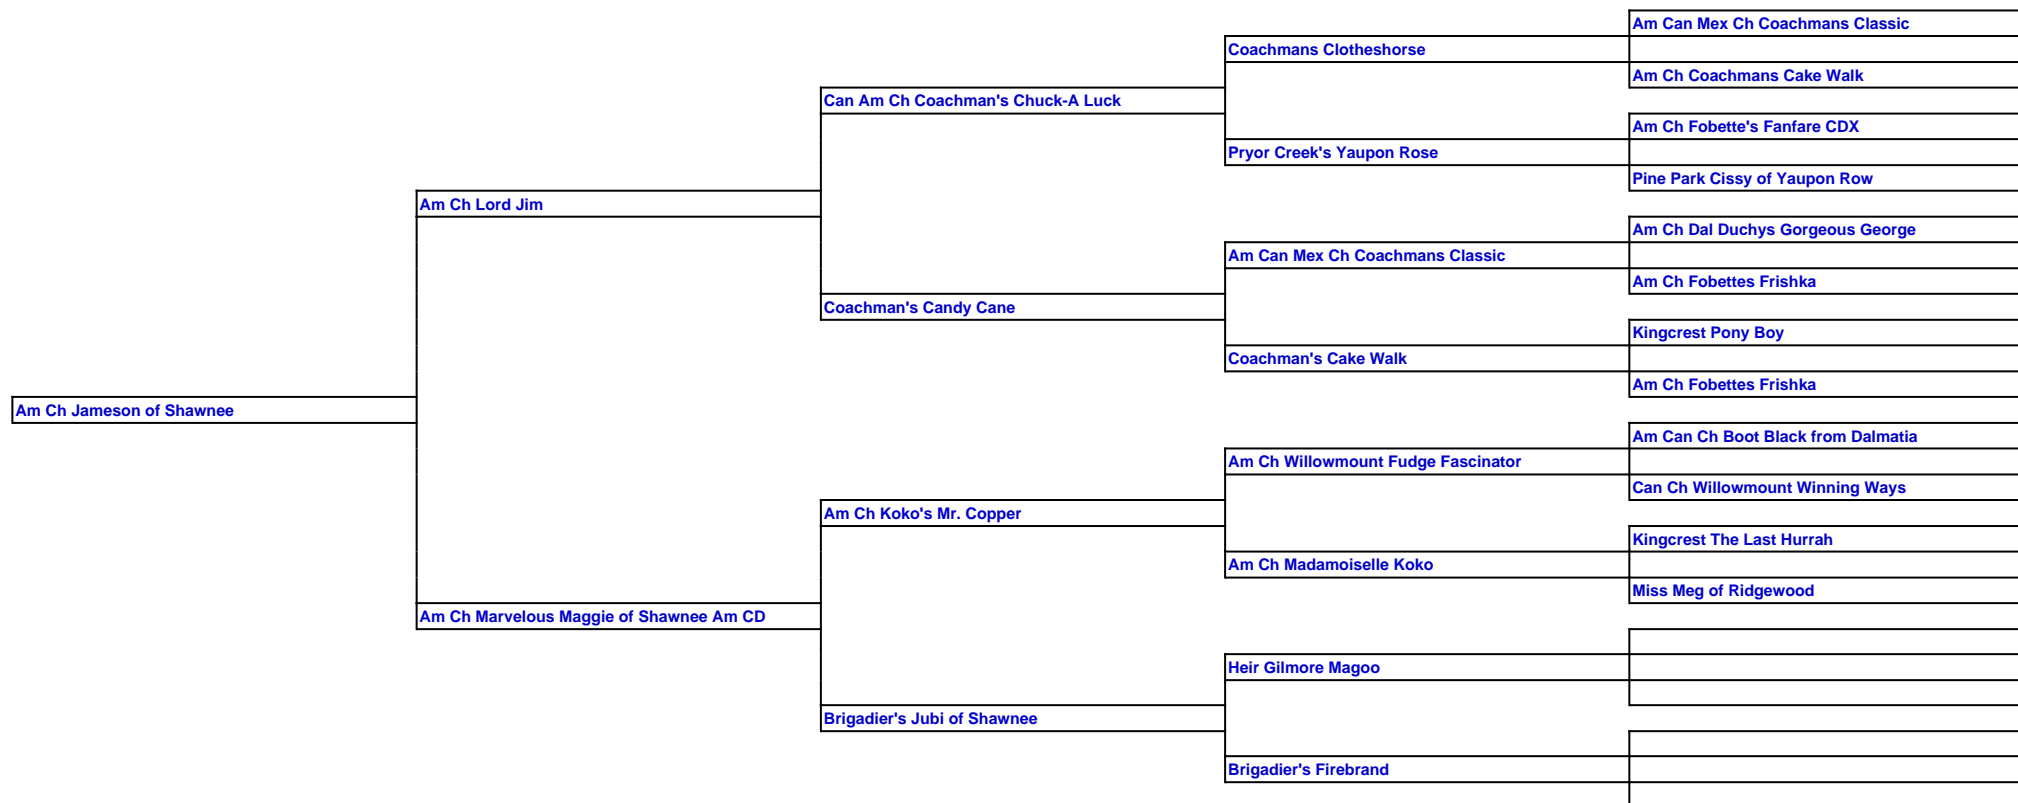 Am Can Mex Ch Coachmans Classic
Coachmans Clotheshorse
Am Ch Coachmans Cake Walk
Can Am Ch Coachman's Chuck-A Luck
Am Ch Fobette's Fanfare CDX
Pryor Creek's Yaupon Rose
Pine Park Cissy of Yaupon Row
Am Ch Lord Jim
Am Ch Dal Duchys Gorgeous George
Am Can Mex Ch Coachmans Classic
Am Ch Fobettes Frishka
Coachman's Candy Cane
Kingcrest Pony Boy
Coachman's Cake Walk
Am Ch Fobettes Frishka
Am Ch Jameson of Shawnee
Am Can Ch Boot Black from Dalmatia
Am Ch Willowmount Fudge Fascinator
Can Ch Willowmount Winning Ways
Am Ch Koko's Mr. Copper
Kingcrest The Last Hurrah
Am Ch Madamoiselle Koko
Miss Meg of Ridgewood
Am Ch Marvelous Maggie of Shawnee Am CD
Heir Gilmore Magoo
Brigadier's Jubi of Shawnee
Brigadier's Firebrand